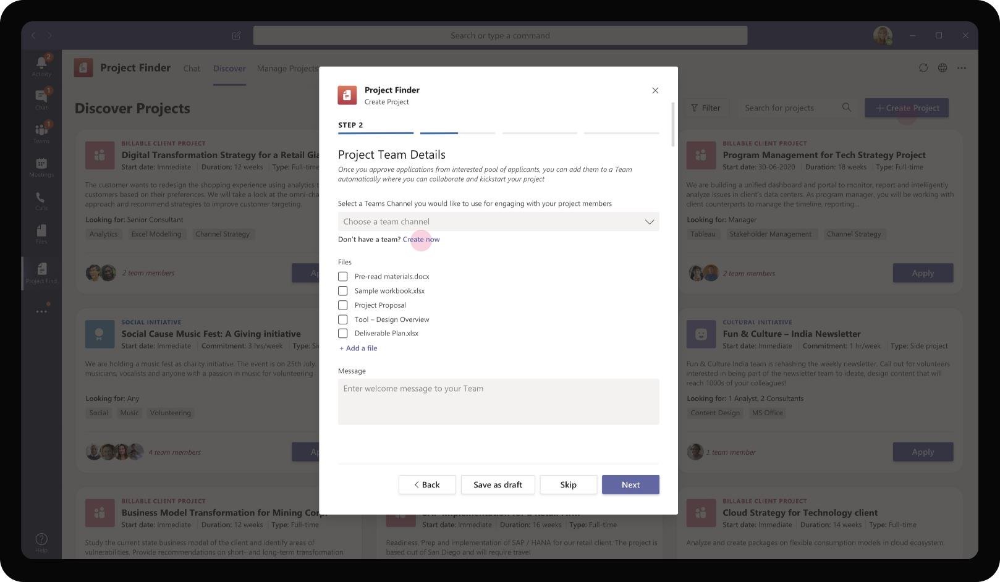 Search or type a command
2
Activity
1
Chat
1
Teams
Meetings
Calls
Files
Project Find..
Help
Project Finder
Chat
Discover
Manage Projects
Discover Projects
Filter
Search for projects
+ Create Project
BILLABLE CLIENT PROJECT
Digital Transformation Strategy for a Retail Gia
Start date: Immediate | Duration: 12 weeks | Type: Full-time
The customer wants to redesign the shopping experience using analytics t
customers based on their preferences. We will take a look at the omni-cha
approach and recommend strategies to improve customer targeting.
Looking for: Senior Consultant
Analytics
Excel Modelling
Channel Strategy
2 team members
Ap
BILLABLE CLIENT PROJECT
Program Management for Tech Strategy Project
Start date: 30-06-2020 | Duration: 18 weeks | Type: Full-time
We are building a unified dashboard and portal to monitor, report and intelligently
analyze issues in client's data centers. As program manager, you will be working with
client counterparts to manage the timeline, reporting...
Looking for: Manager
Tableau
Stakeholder Management
Channel Strategy
2 team members
Apply
SOCIAL INITIATIVE
Social Cause Music Fest: A Giving initiative
Start date: Immediate | Commitment: 3 hrs/week | Type: Si
We are holding a music fest as charity initiative. The event is on 25th July.
musicians, vocalists and anyone with a passion in music for volunteering
Looking for: Any
Social
Music
Volunteering
4 team members
Ap
CULTURAL INITIATIVE
Fun & Culture – India Newsletter
Start date: Immediate | Commitment: 1 hr/week | Type: Side project
Fun & Culture India team is rehashing the weekly newsletter. Call out for volunteers
interested in being part of the newsletter team to ideate, design content that will
reach 1000s of your colleagues!
Looking for: 1 Analyst, 2 Consultants
Content Design
MS Office
1 team member
Apply
BILLABLE CLIENT PROJECT
Business Model Transformation for Mining Corp.
Start date: Immediate | Duration: 12 weeks | Type: Full-time
Study the current state business model of the client and identify areas of
vulnerabilities. Provide recommendations on short- and long-term transformation
SAP Implementation for a Retail Firm
Start date: Immediate | Duration: 16 weeks | Type: Full-time
Readiness, Prep and implementation of SAP / HANA for our retail client. The project is
based out of San Diego and will require travel
BILLABLE CLIENT PROJECT
Cloud Strategy for Technology client
Start date: Immediate | Duration: 14 weeks | Type: Full-time
Analyze and create packages on flexible consumption models in cloud ecosystem.
Project Finder
Create Project
STEP 2
Project Team Details
Once you approve applications from interested pool of applicants, you can add them to a Team
automatically where you can collaborate and kickstart your project
Select a Teams Channel you would like to use for engaging with your project members
Choose a team channel
Don't have a team? Create now
Files
Pre-read materials.docx
Sample workbook.xlsx
Project Proposal
Tool – Design Overview
Deliverable Plan.xlsx
+ Add a file
Message
Enter welcome message to your Team
Back
Save as draft
Skip
Next